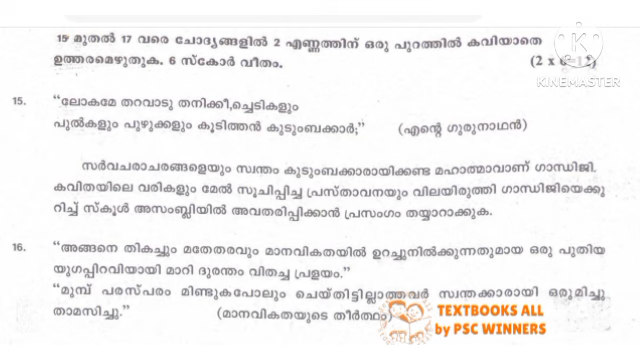 15 മുതൽ 17 വരെ ചോദ്യങ്ങളിൽ 2 എണ്ണത്തിന് ഒരു പുറത്തിൽ കവിയാതെ
ഉത്തരമെഴുതുക. 6 സ്കോർ വീതം. (2 x 6=12)
KINEMASTER
15. "ലോകമേ തറവാടു തനിക്കീ,ച്ചെടികളും
പുൽകളും പുഴുക്കളും കൂടിത്തൻ കുടുംബക്കാർ;" (എന്റെ ഗുരുനാഥൻ)
സർവചരാചരങ്ങളെയും സ്വന്തം കുടുംബക്കാരായിക്കണ്ട മഹാത്മാവാണ് ഗാന്ധിജി.
കവിതയിലെ വരികളും മേൽ സൂചിപ്പിച്ച പ്രസ്താവനയും വിലയിരുത്തി ഗാന്ധിജിയെക്കു
റിച്ച് സ്കൂൾ അസംബ്ലിയിൽ അവതരിപ്പിക്കാൻ പ്രസംഗം തയ്യാറാക്കുക.
16. "അങ്ങനെ തികച്ചും മതേതരവും മാനവികതയിൽ ഉറച്ചുനിൽക്കുന്നതുമായ ഒരു പുതിയ
യുഗപ്പിറവിയായി മാറി ദുരന്തം വിതച്ച പ്രളയം."
"മുമ്പ് പരസ്പരം മിണ്ടുകപോലും ചെയ്തിട്ടില്ലാത്തവർ സ്വന്തക്കാരായി ഒരുമിച്ചു
താമസിച്ചു." (മാനവികതയുടെ തീർത്ഥം)
TEXTBOOKS ALL
by PSC WINNERS